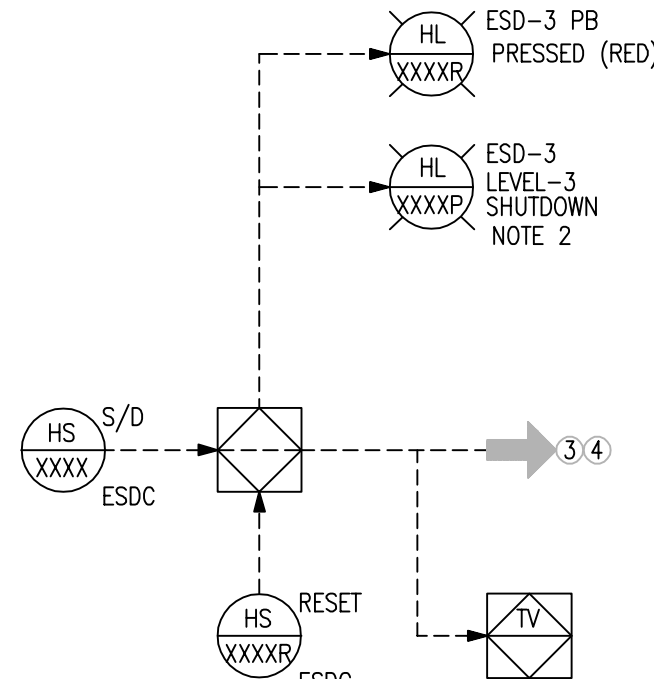 HL
XXXXR
ESD-3 PB
PRESSED (RED)
HL
XXXXP
ESD-3
LEVEL-3
SHUTDOWN
NOTE 2
HS
XXXX
S/D
ESDC
3 4
HS
XXXXR
RESET
ESDC
TV